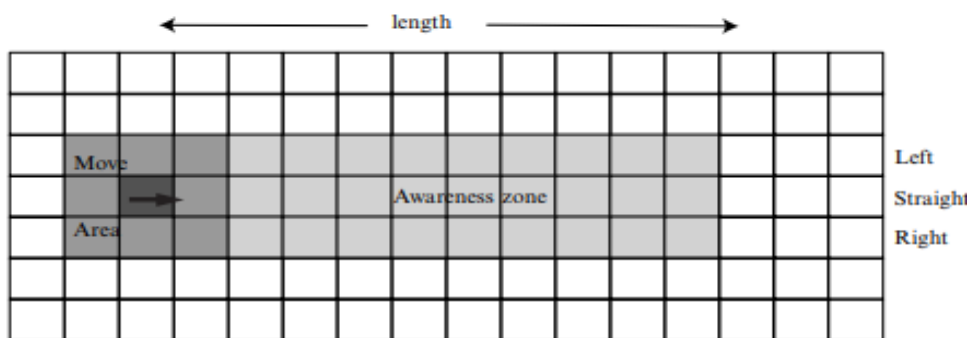 length
Move
Left
Awareness zone
Straight
Area
Right